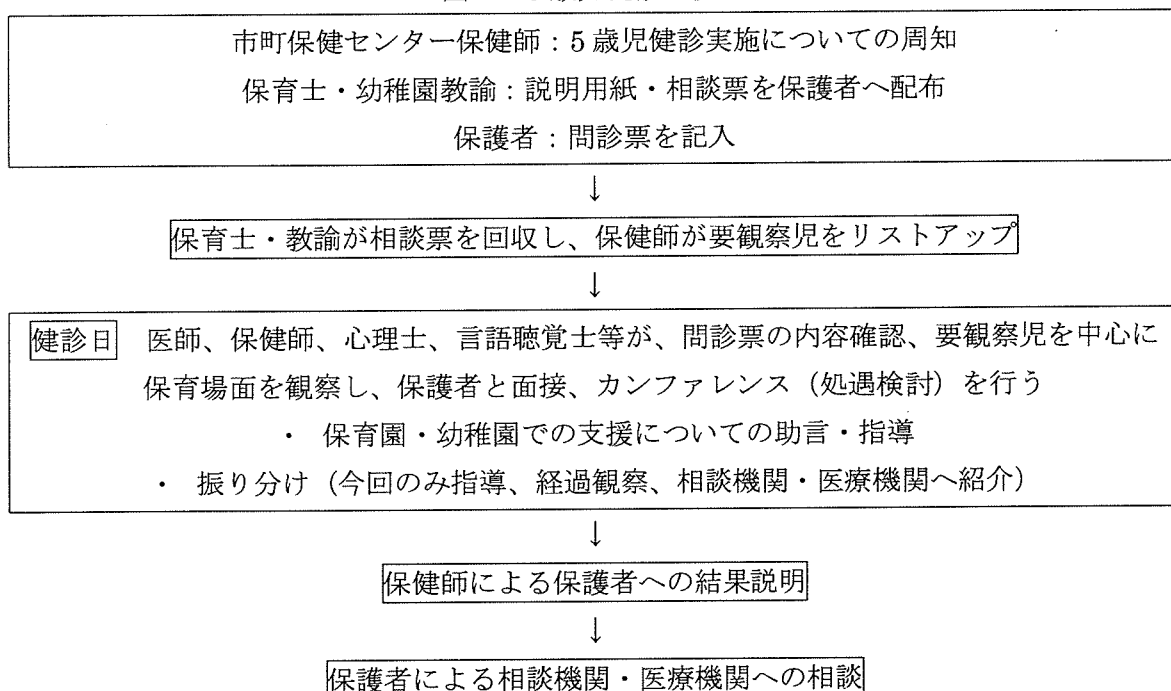 市町保健センター保健師：5歳児健診実施についての周知
保育士・幼稚園教諭：説明用紙・相談票を保護者へ配布
保護者：問診票を記入
↓
保育士・教諭が相談票を回収し、保健師が要観察児をリストアップ
↓
健診日 医師、保健師、心理士、言語聴覚士等が、問診票の内容確認、要観察児を中心に
保育場面を観察し、保護者と面接、カンファレンス（処遇検討）を行う
・ 保育園・幼稚園での支援についての助言・指導
・ 振り分け（今回のみ指導、経過観察、相談機関・医療機関へ紹介）
↓
保健師による保護者への結果説明
↓
保護者による相談機関・医療機関への相談